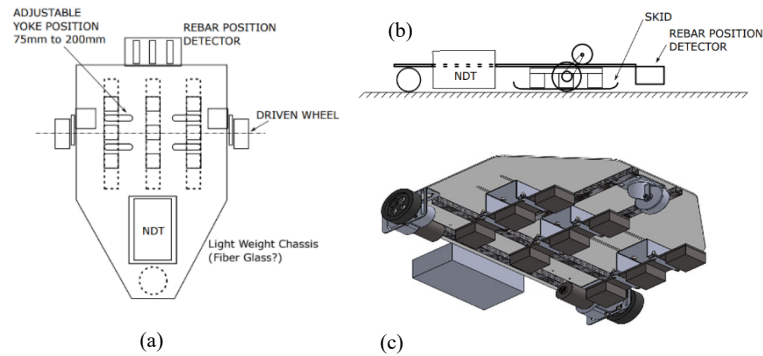 ADJUSTABLE
YOKE POSITION
75mm to 200mm
REBAR POSITION
DETECTOR
DRIVEN WHEEL
NDT
Light Weight Chassis
(Fiber Glass?)
(a)
(b)
SKID
REBAR POSITION
DETECTOR
NDT
(c)